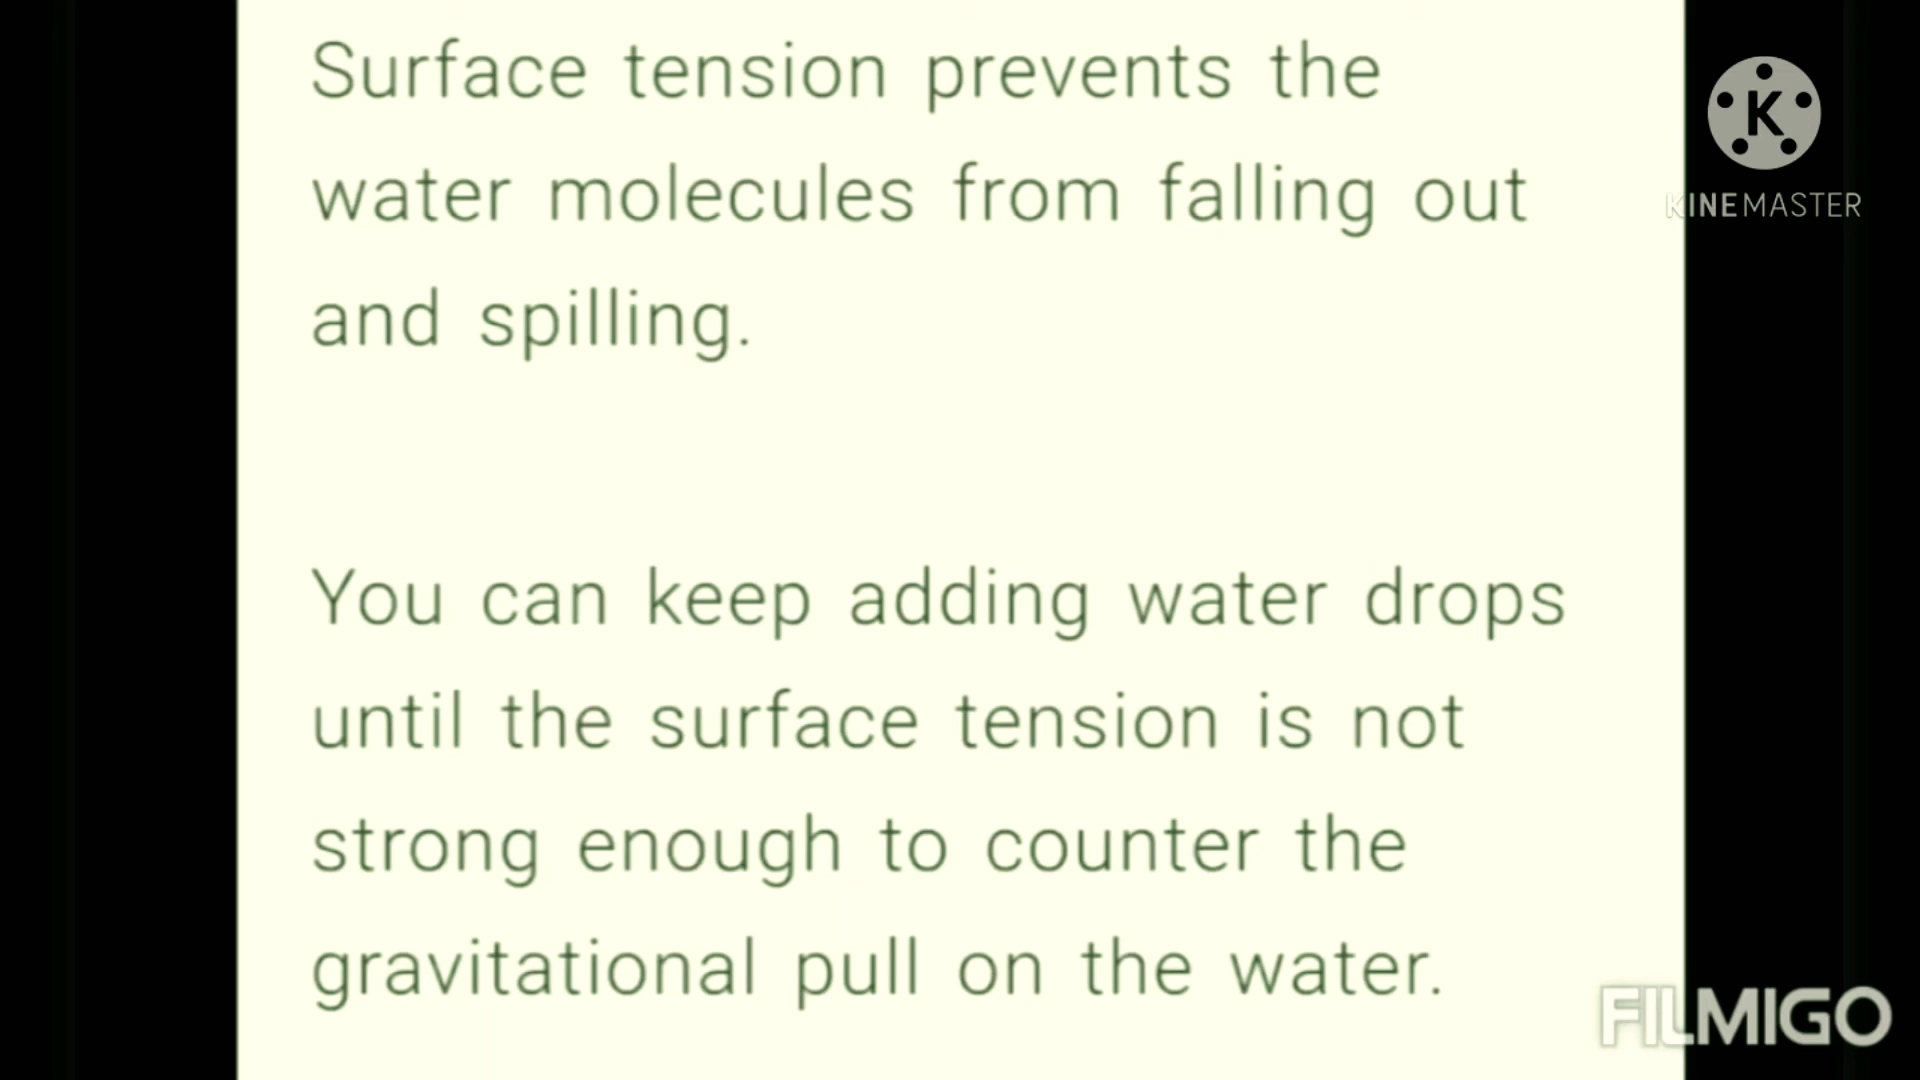 Surface tension prevents the
water molecules from falling out
and spilling.
You can keep adding water drops
until the surface tension is not
strong enough to counter the
gravitational pull on the water.
K
KINEMASTER
FILMIGO